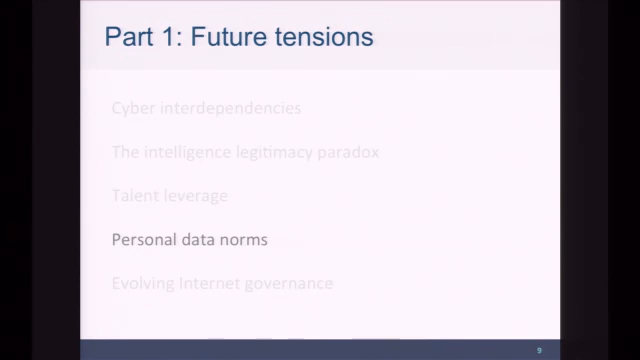 Part 1: Future tensions
Cyber interdependencies
The intelligence legitimacy paradox
Talent leverage
Personal data norms
Evolving Internet governance
9